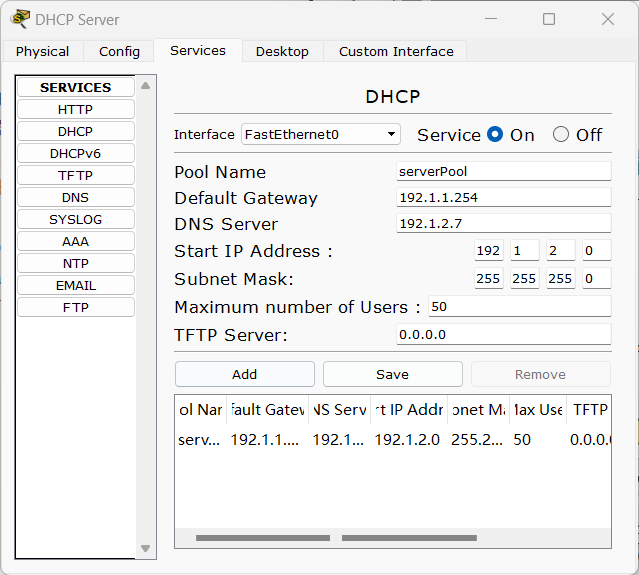 DHCP Server
Physical Config Services Desktop Custom Interface
SERVICES
HTTP
DHCP
DHCPv6
TFTP
DNS
SYSLOG
AAA
NTP
EMAIL
FTP
DHCP
Interface FastEthernet0 Service On Off
Pool Name serverPool
Default Gateway 192.1.1.254
DNS Server 192.1.2.7
Start IP Address : 192 1 2 0
Subnet Mask: 255 255 255 0
Maximum number of Users : 50
TFTP Server: 0.0.0.0
Add Save Remove
ol Nar fault Gatew NS Serv rt IP Addr onet Ma Max Use TFTP
serv... 192.1.1.... 192.1... 192.1.2.0 255.2... 50 0.0.0.0